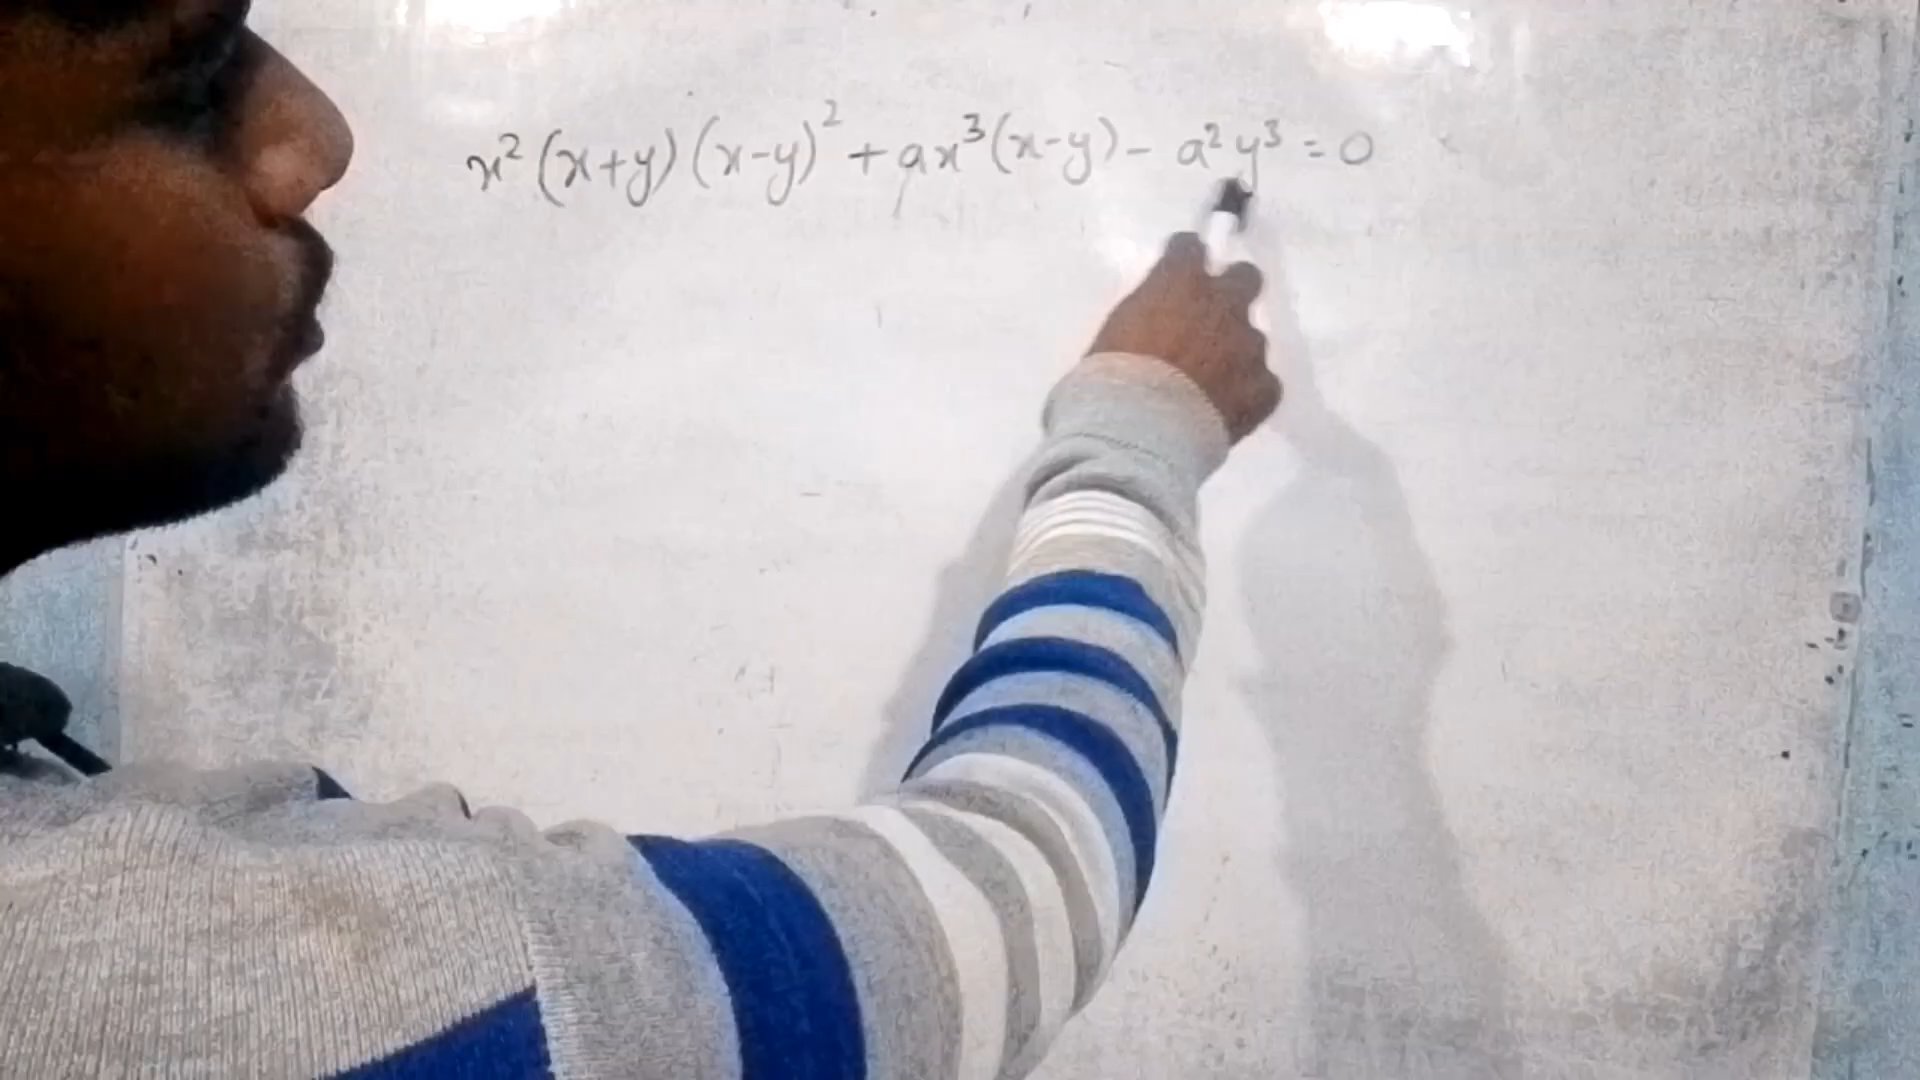 x²(x+y)(x-y)² + ax³(x-y) - a²y³ = 0